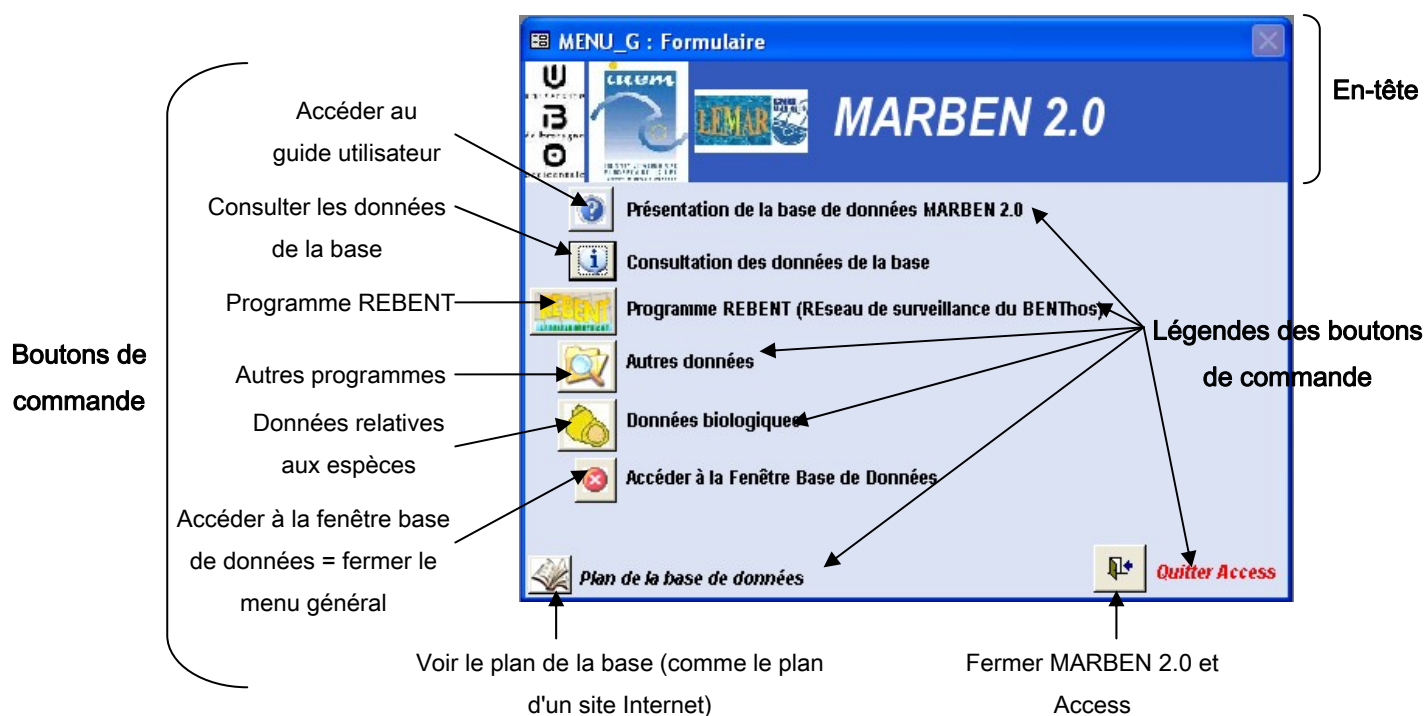 MENU_G : Formulaire
MARBEN 2.0
LEMAR
En-tête
Boutons de
commande
Accéder au
guide utilisateur
Consulter les données
de la base
Programme REBENT
Autres programmes
Données relatives
aux espèces
Accéder à la fenêtre base
de données = fermer le
menu général
Présentation de la base de données MARBEN 2.0
Consultation des données de la base
REBENT
Programme REBENT (REseau de surveillance du BENThos)
Autres données
Données biologiques
Accéder à la Fenêtre Base de Données
Plan de la base de données
Quitter Access
Légendes des boutons
de commande
Voir le plan de la base (comme le plan
d'un site Internet)
Fermer MARBEN 2.0 et
Access